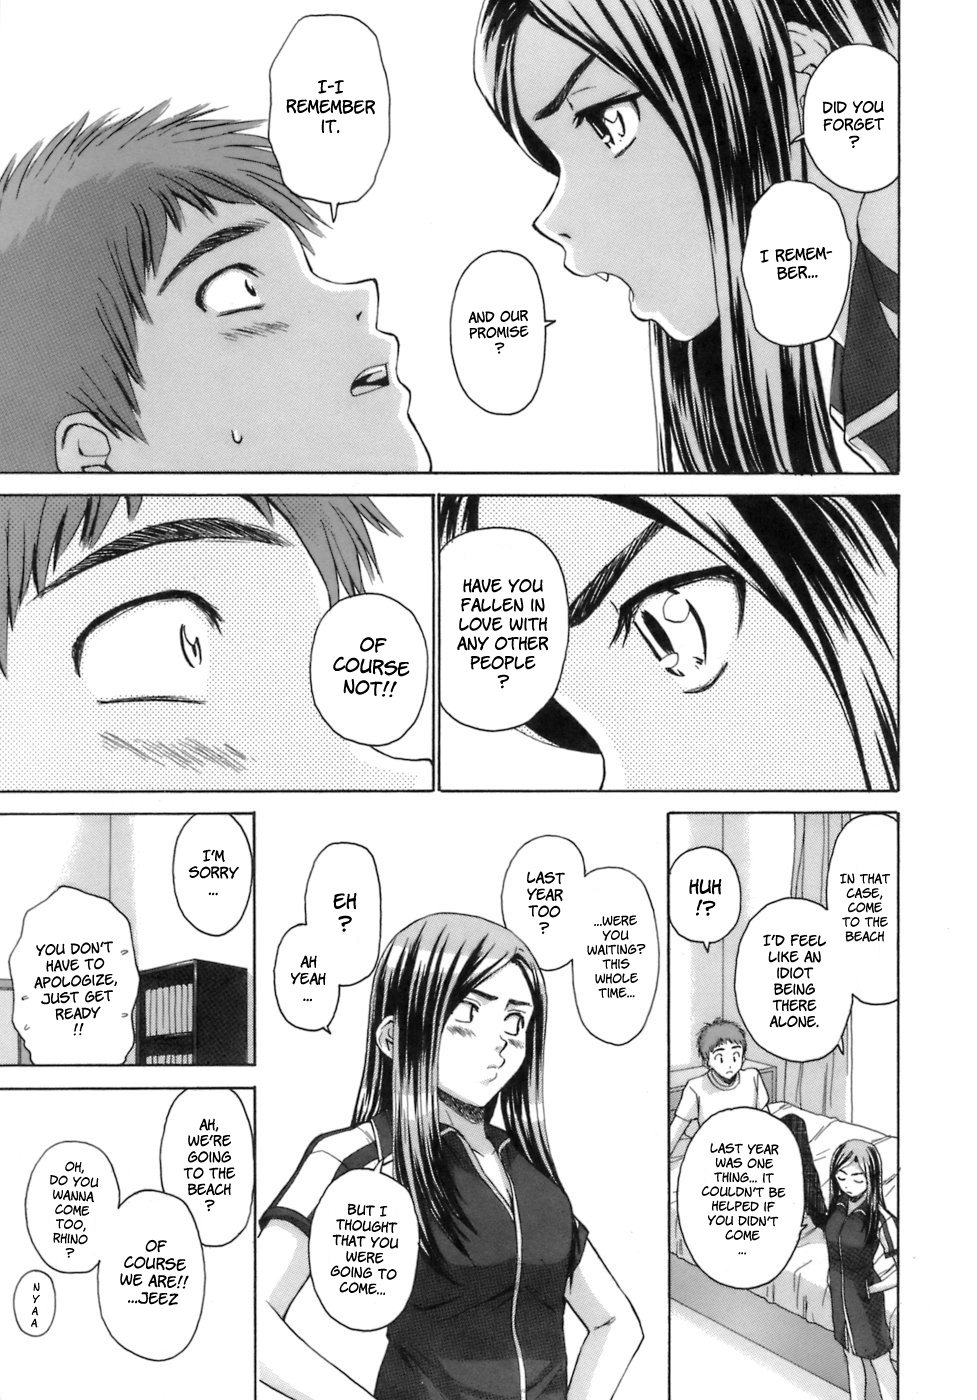 DID YOU
FORGET
?
I REMEM-
BER...
I-I
REMEMBER
IT.
AND OUR
PROMISE
?
HAVE YOU
FALLEN IN
LOVE WITH
ANY OTHER
PEOPLE
?
OF
COURSE
NOT!!
IN THAT
CASE,
COME
TO THE
BEACH
I'D FEEL
LIKE AN
IDIOT
BEING
THERE
ALONE.
HUH
!?
LAST YEAR
WAS ONE
THING... IT
COULDN'T BE
HELPED IF
YOU DIDN'T
COME
...
...WERE
YOU
WAITING?
THIS
WHOLE
TIME...
LAST
YEAR
TOO
?
EH
?
AH
YEAH
...
BUT I
THOUGHT
THAT YOU
WERE
GOING TO
COME...
I'M
SORRY
...
YOU DON'T
HAVE TO
APOLOGIZE,
JUST GET
READY
!!
AH,
WE'RE
GOING
TO THE
BEACH
?
OF
COURSE
WE ARE!!
...JEEZ
OH,
DO YOU
WANNA
COME
TOO,
RHINO
?
NYAA